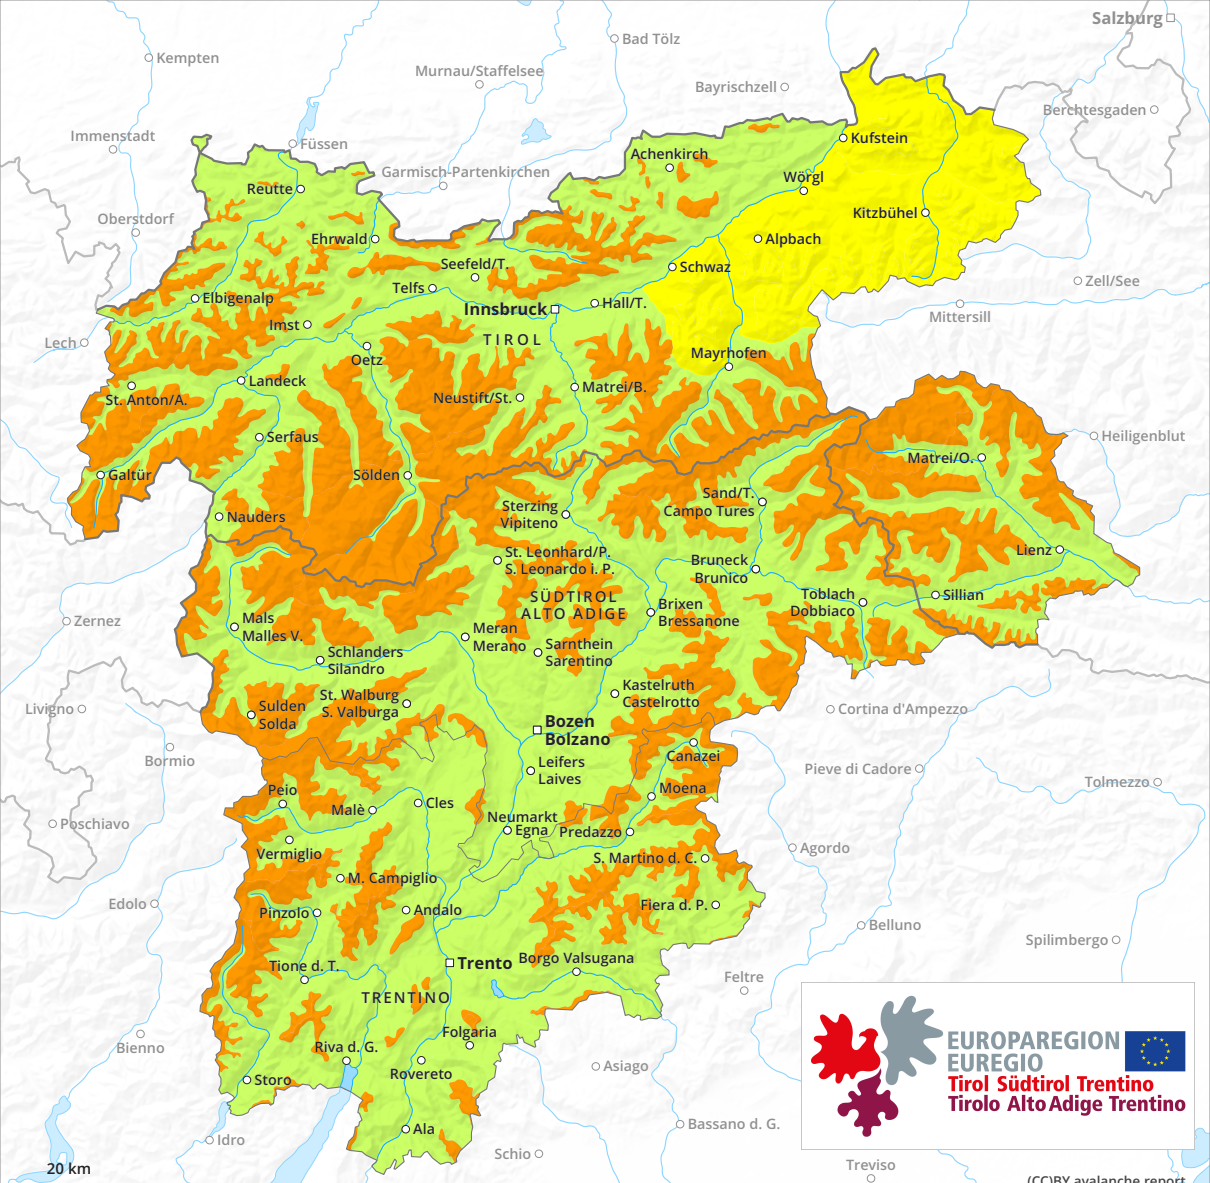 Salzburg
Bad Tölz
Kempten
Murnau/Staffelsee
Bayrischzell
Berchtesgaden
Immenstadt
Füssen
Kufstein
Achenkirch
Garmisch-Partenkirchen
Wörgl
Reutte
Oberstdorf
Kitzbühel
Ehrwald
Alpbach
Seefeld/T.
Schwaz
Telfs
Zell/See
Elbigenalp
Hall/T.
Innsbruck
Mittersill
Imst
TIROL
Lech
Oetz
Mayrhofen
Landeck
Matrei/B.
St. Anton/A.
Neustift/St.
Serfaus
Heiligenblut
Matrei/O.
Galtür
Sölden
Sand/T.
Campo Tures
Sterzing
Vipiteno
Nauders
Lienz
St. Leonhard/P.
S. Leonardo i. P.
Bruneck
Brunico
SÜDTIROL
ALTO ADIGE
Toblach
Dobbiaco
Sillian
Brixen
Bressanone
Zernez
Mals
Malles V.
Meran
Merano
Sarnthein
Sarentino
Schlanders
Silandro
Kastelruth
Castelrotto
St. Walburg
S. Valburga
Livigno
Sulden
Solda
Cortina d'Ampezzo
Bozen
Bolzano
Bormio
Canazei
Leifers
Laives
Pieve di Cadore
Tolmezzo
Peio
Moena
Malè
Cles
Neumarkt
Egna
Predazzo
Poschiavo
Vermiglio
S. Martino d. C.
Agordo
M. Campiglio
Edolo
Pinzolo
Andalo
Fiera d. P.
Belluno
Spilimbergo
Trento
Borgo Valsugana
Tione d. T.
Feltre
TRENTINO
Folgaria
Bienno
Riva d. G.
Rovereto
Storo
Asiago
EUROPAREGION
EUREGIO
Tirol Südtirol Trentino
Tirolo Alto Adige Trentino
Ala
Bassano d. G.
Idro
Schio
20 km
Treviso
(CC)BY avalanche.report